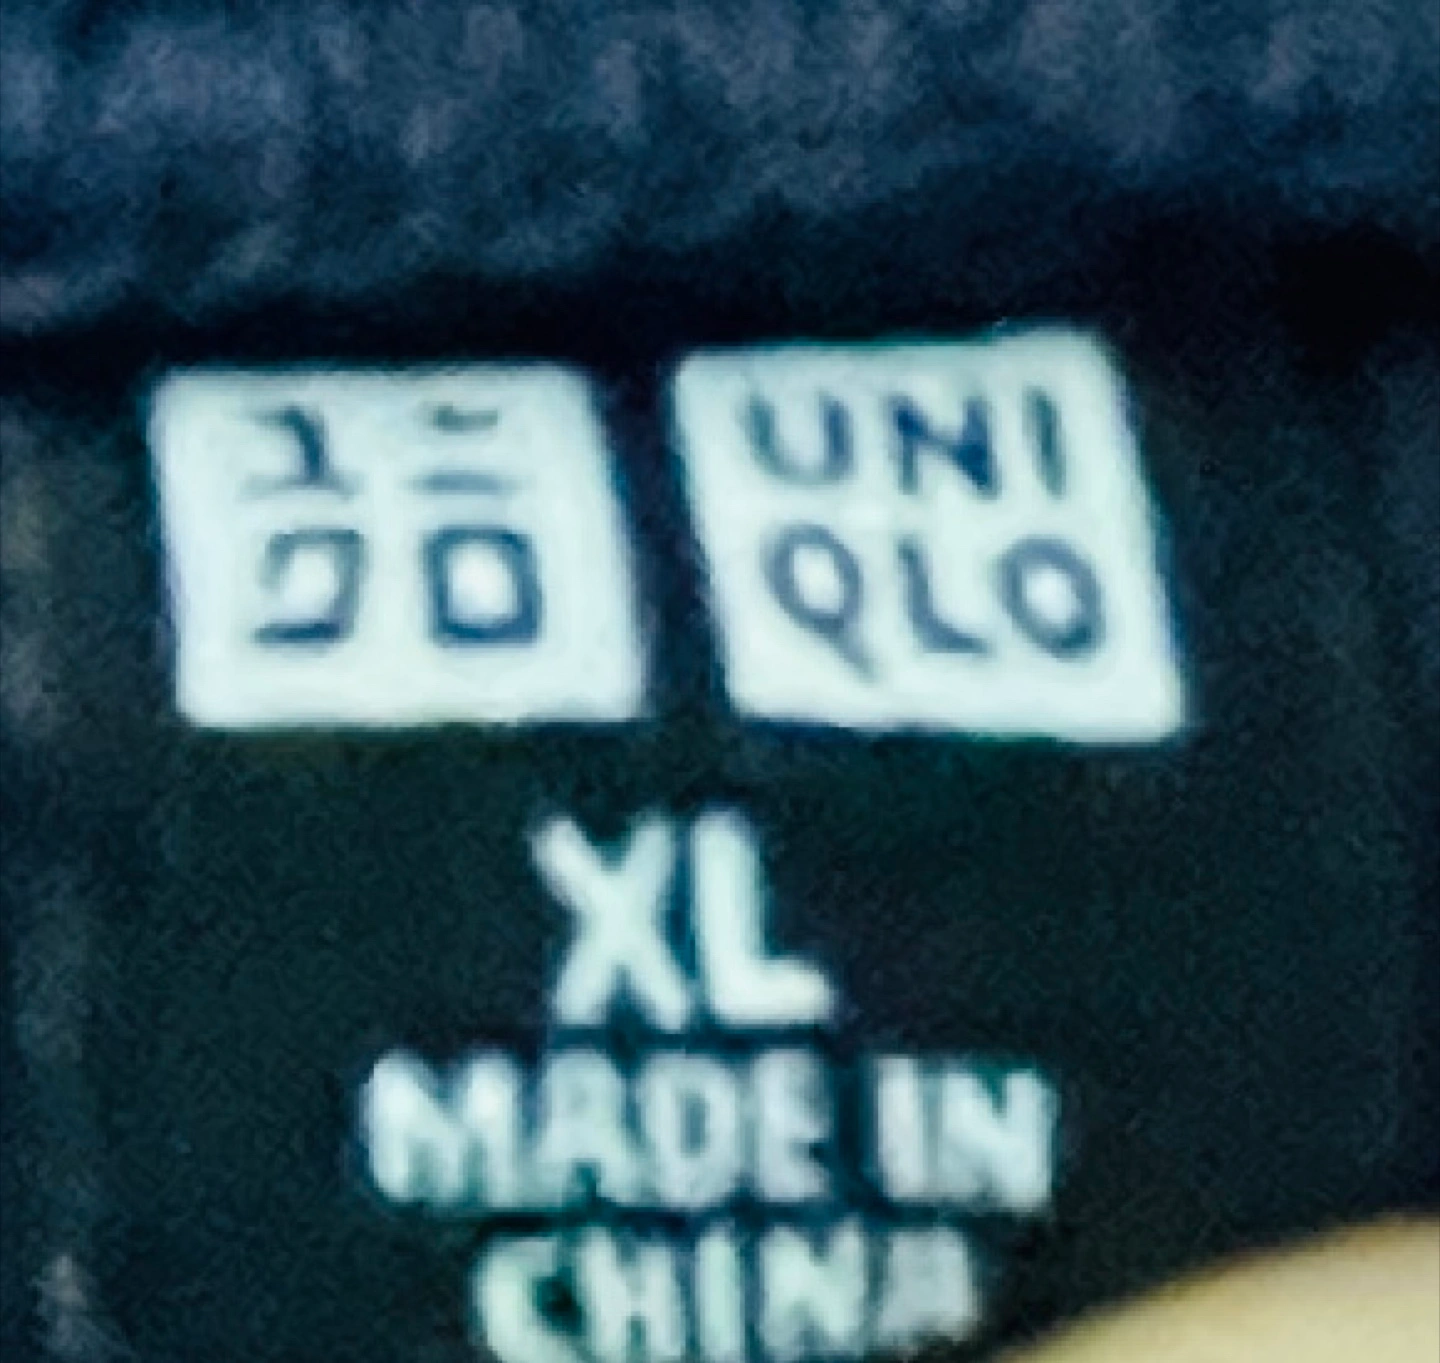 ユニ
クロ
UNI
QLO
XL
MADE IN
CHINA